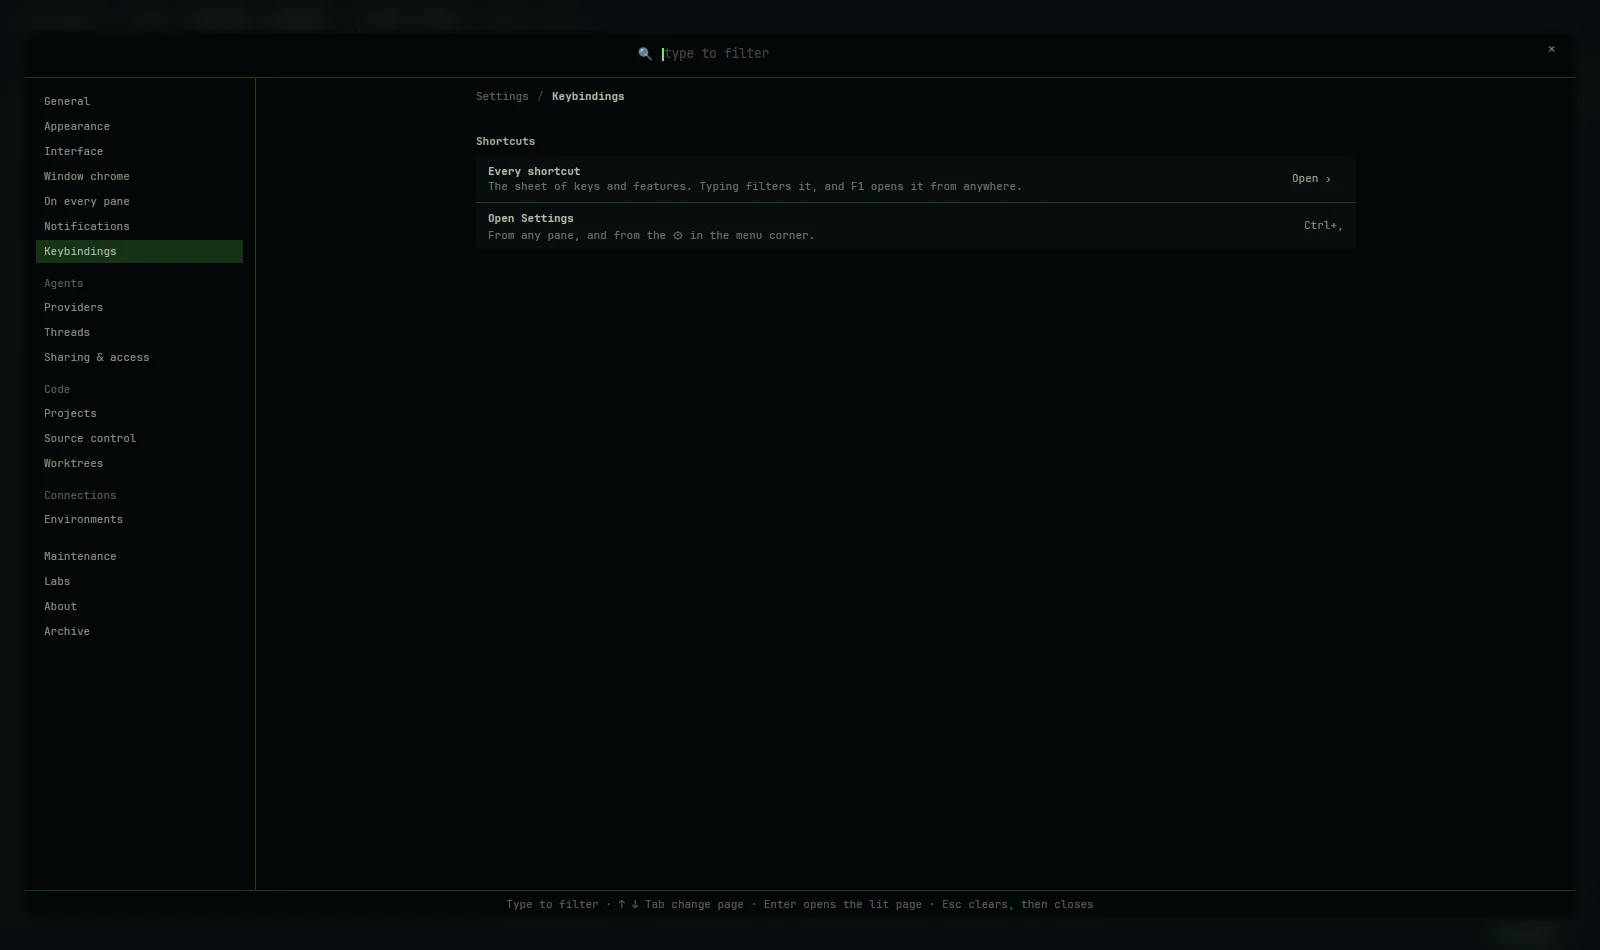 🔍 type to filter
×
General
Appearance
Interface
Window chrome
On every pane
Notifications
Keybindings
Agents
Providers
Threads
Sharing & access
Code
Projects
Source control
Worktrees
Connections
Environments
Maintenance
Labs
About
Archive
Settings / Keybindings
Shortcuts
Every shortcut
The sheet of keys and features. Typing filters it, and F1 opens it from anywhere.
Open ›
Open Settings
From any pane, and from the ⚙ in the menu corner.
Ctrl+,
Type to filter · ↑ ↓ Tab change page · Enter opens the lit page · Esc clears, then closes